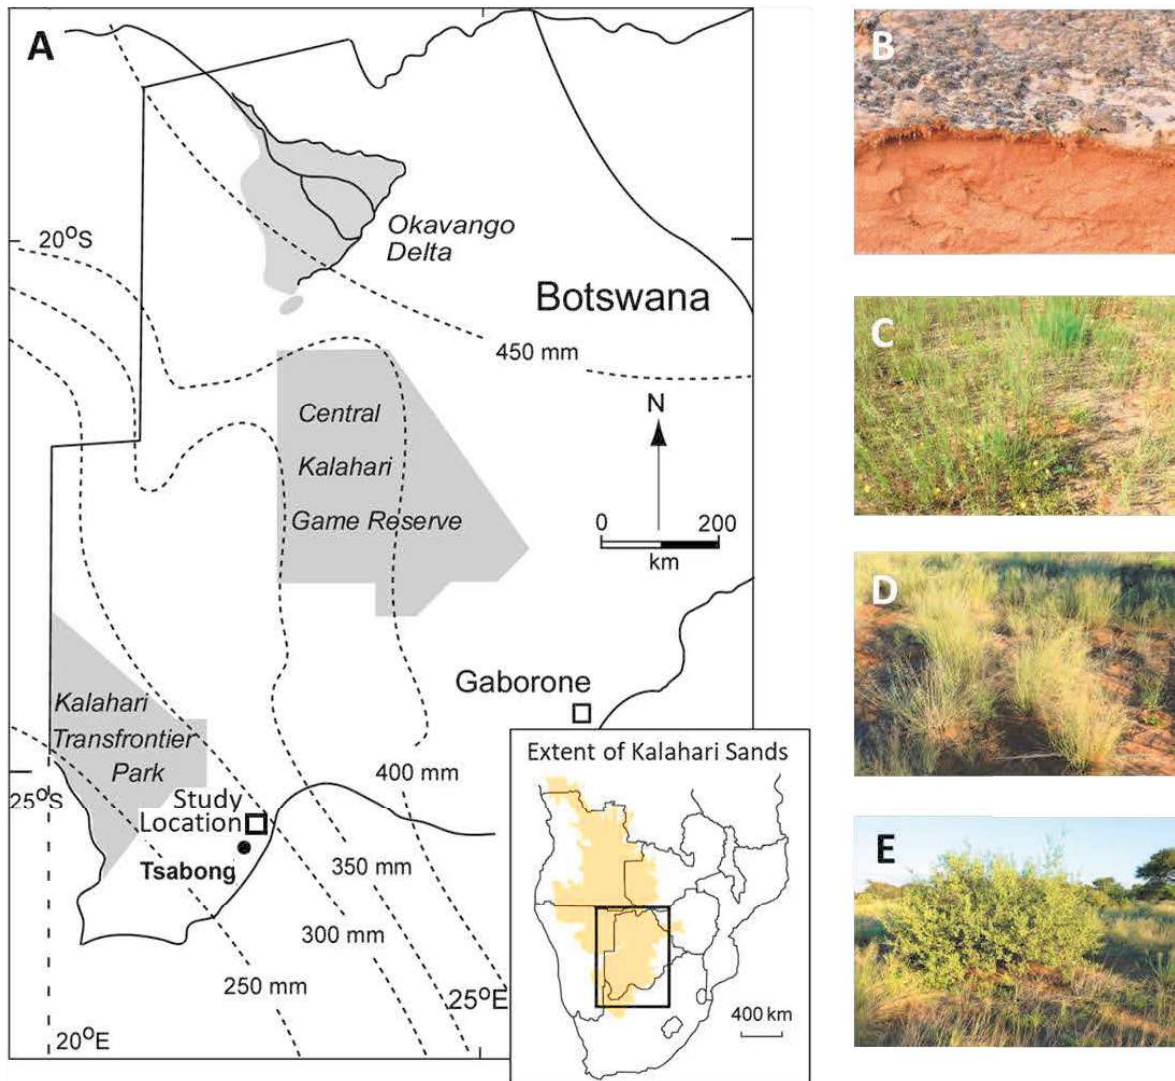 A
20°S
Okavango
Delta
Botswana
450 mm
N
Central
Kalahari
Game Reserve
0 200
km
Gaborone
Kalahari
Transfrontier
Park
25°S
Study
Location
Tsabong
400 mm
350 mm
300 mm
250 mm
25°E
20°E
Extent of Kalahari Sands
400 km
B
C
D
E